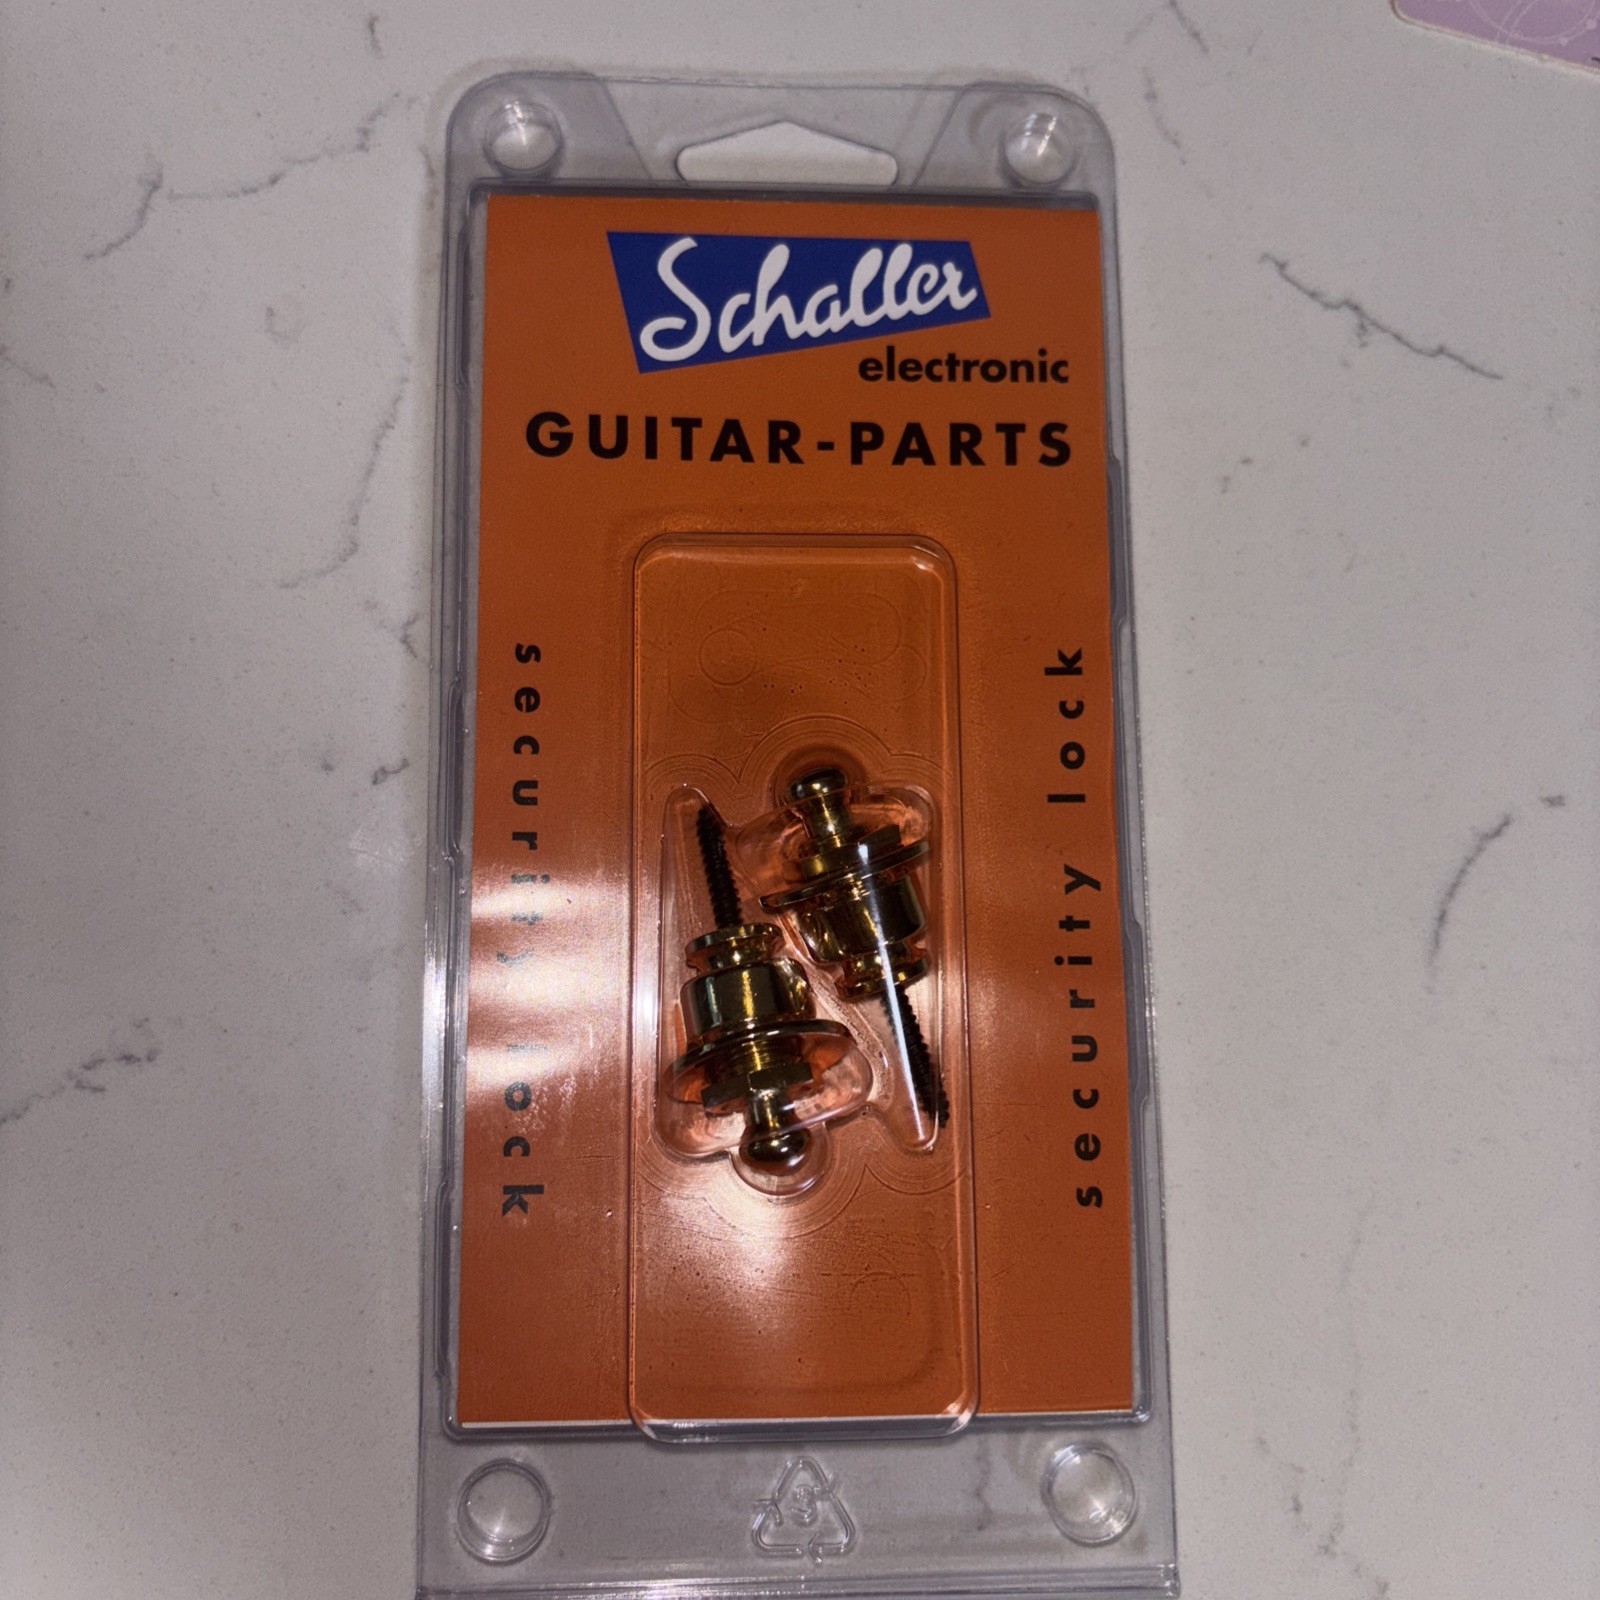 Schaller
electronic
GUITAR-PARTS
security lock
security lock